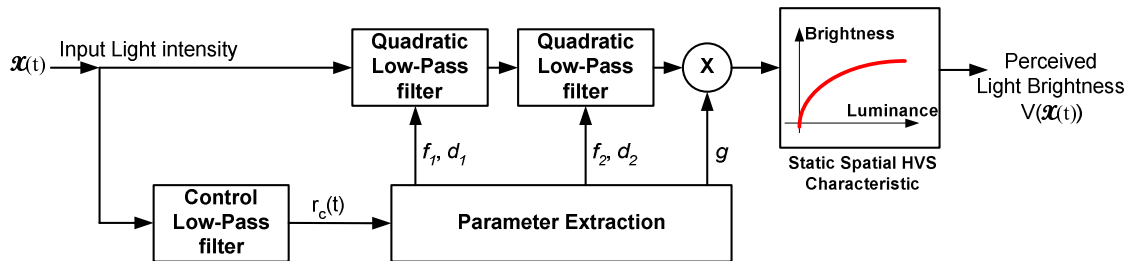 𝒳(t)
Input Light intensity
Quadratic
Low-Pass
filter
Quadratic
Low-Pass
filter
X
Brightness
Luminance
Static Spatial HVS
Characteristic
Perceived
Light Brightness
V(𝒳(t))
f₁, d₁
f₂, d₂
g
Control
Low-Pass
filter
r_c(t)
Parameter Extraction